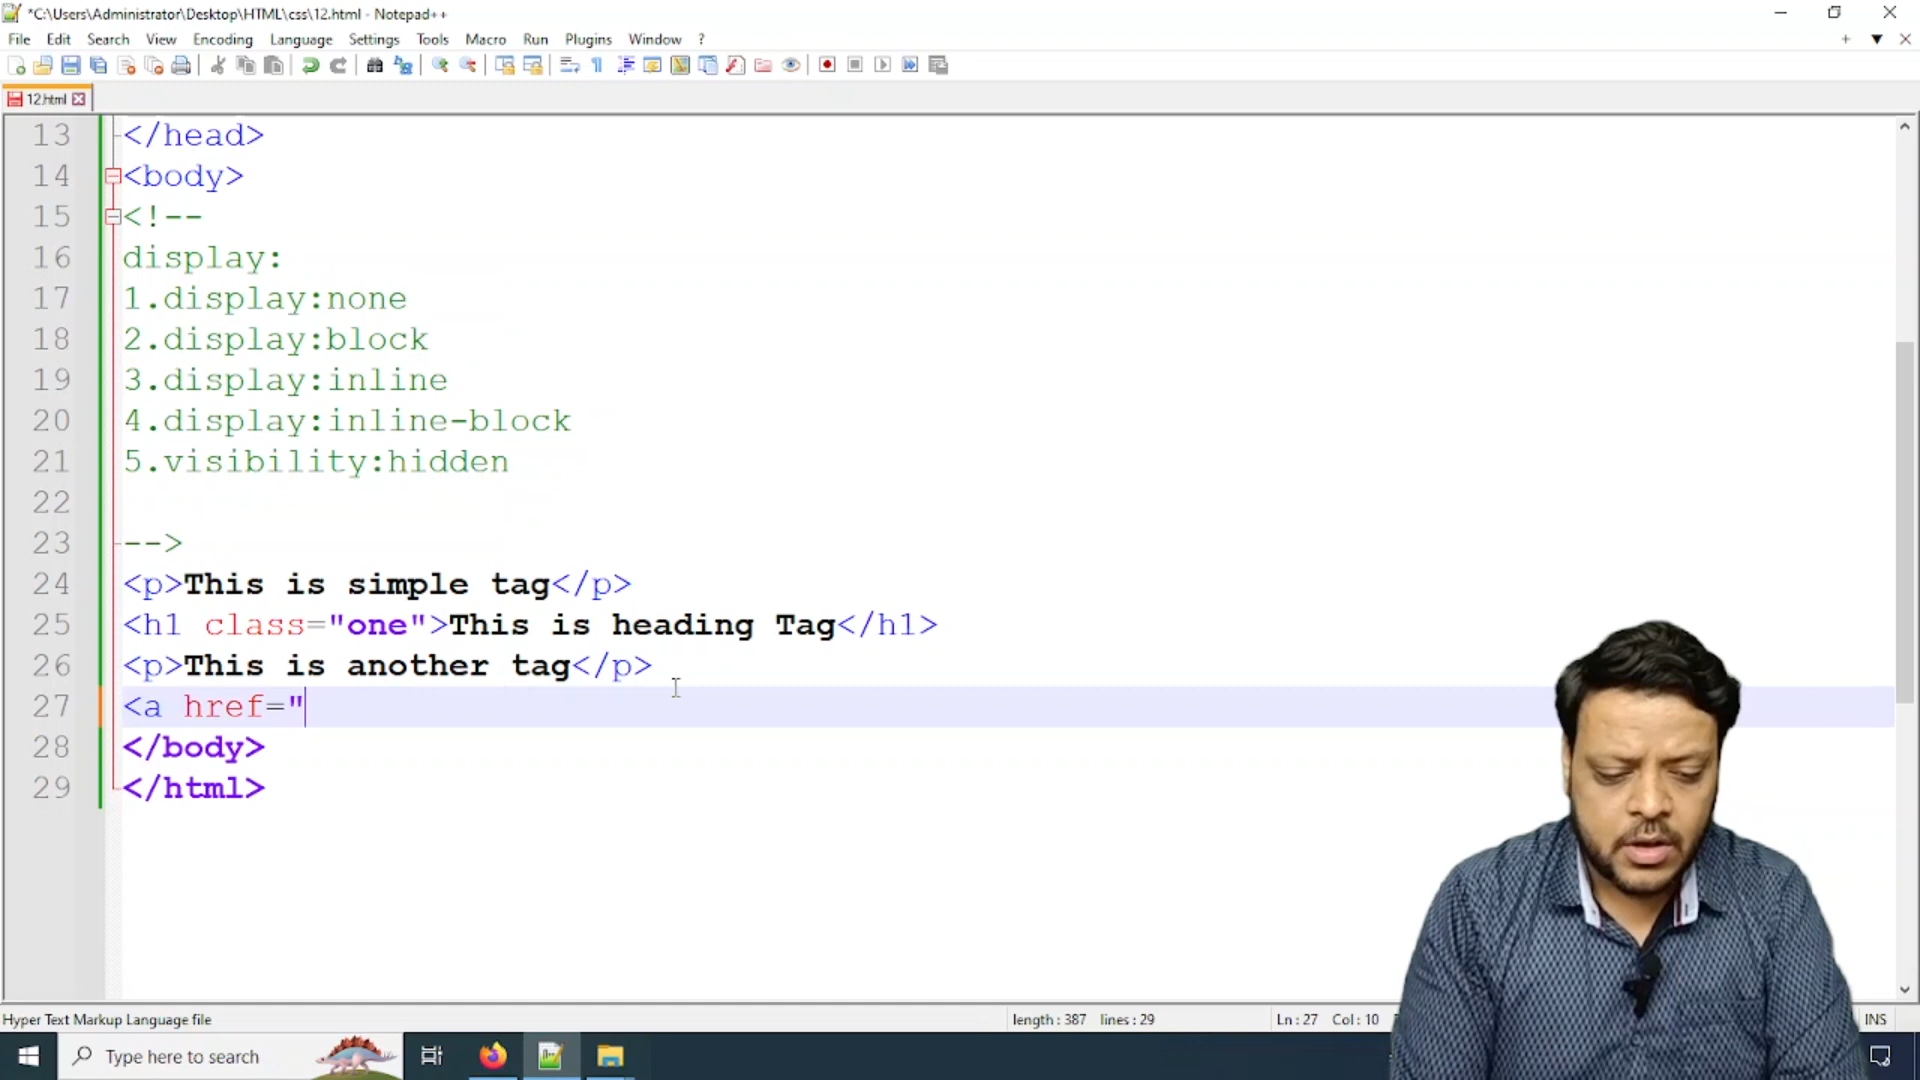 *C:\Users\Administrator\Desktop\HTML\css\12.html - Notepad++
File Edit Search View Encoding Language Settings Tools Macro Run Plugins Window ?
12.html
13 </head>
14 <body>
15 <!--
16 display:
17 1.display:none
18 2.display:block
19 3.display:inline
20 4.display:inline-block
21 5.visibility:hidden
22
23 -->
24 <p>This is simple tag</p>
25 <h1 class="one">This is heading Tag</h1>
26 <p>This is another tag</p>
27 <a href="
28 </body>
29 </html>
Hyper Text Markup Language file length : 387 lines : 29 Ln : 27 Col : 10 INS
Type here to search